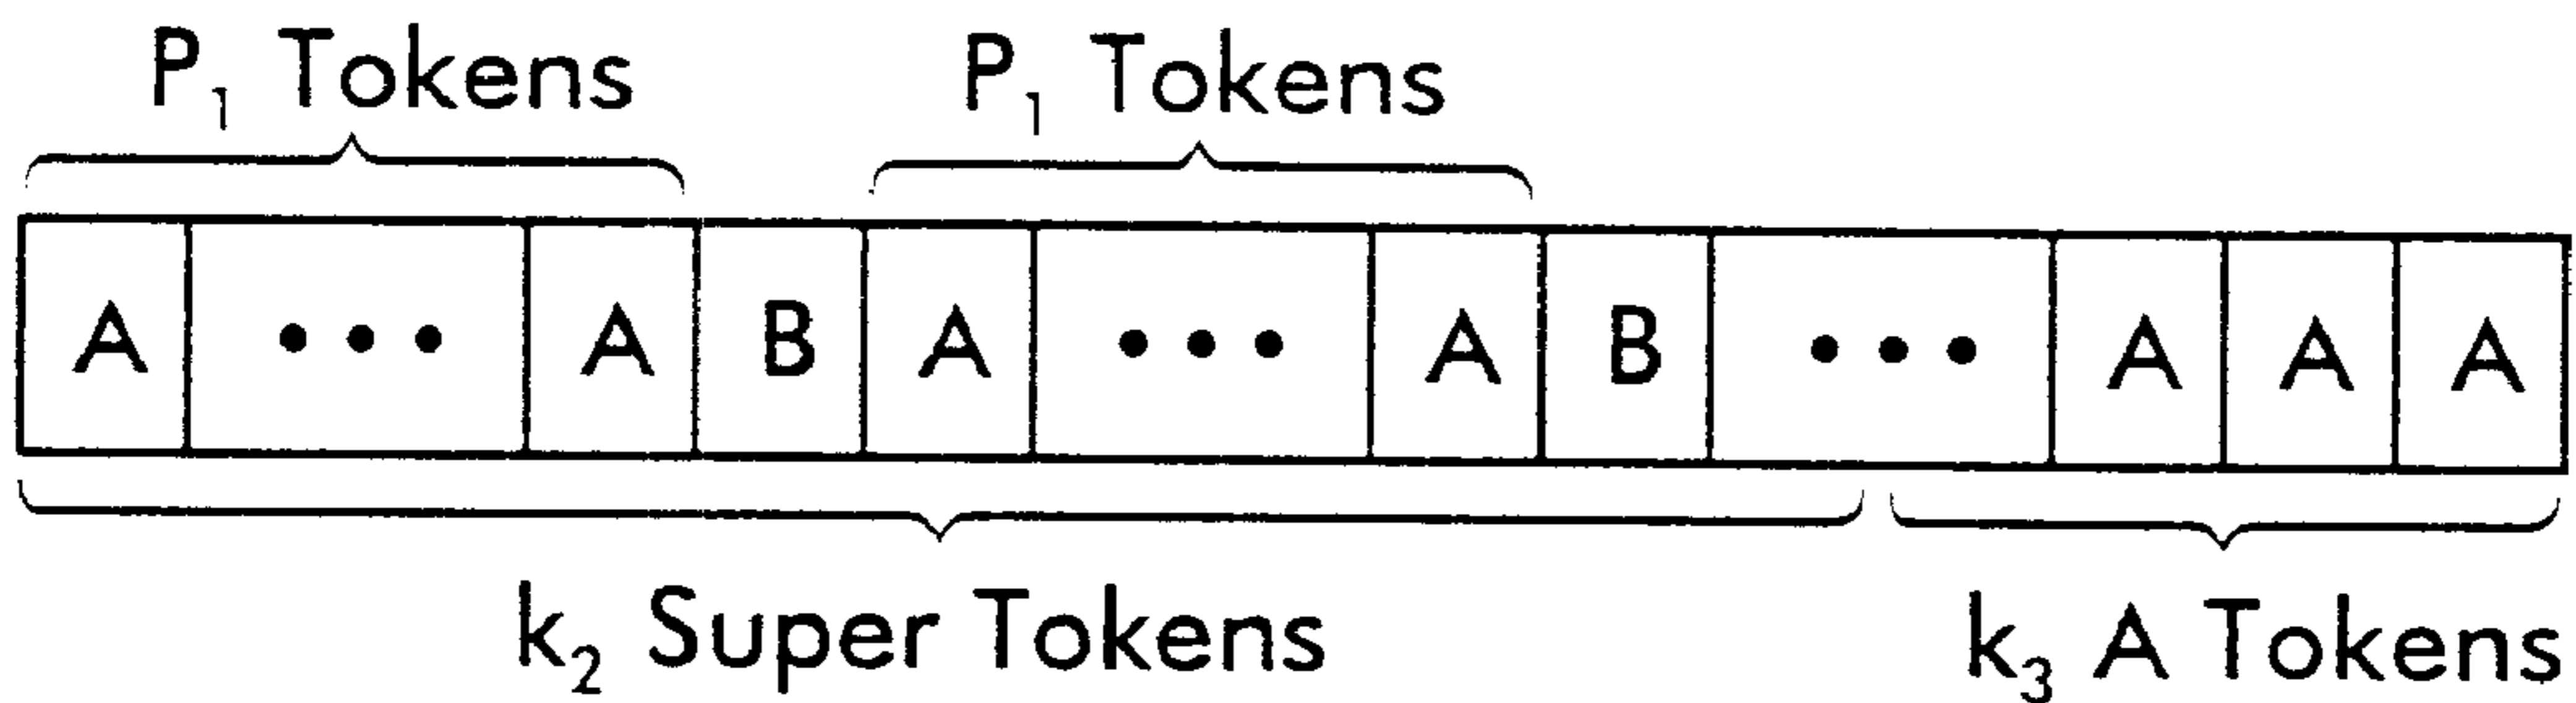 P₁ Tokens P₁ Tokens
A • • • A B A • • • A B • • • A A A
k₂ Super Tokens k₃ A Tokens